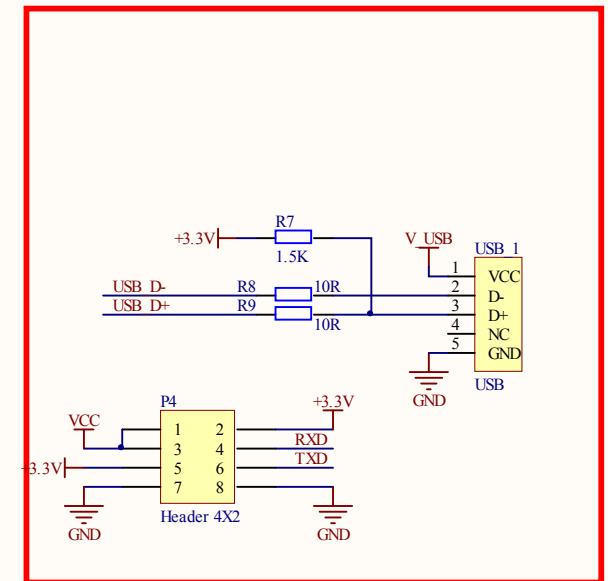 R7
+3.3V
1.5K
V_USB
USB_1
1 VCC
USB D- R8 10R 2 D-
USB D+ R9 3 D+
10R
4 NC
5 GND
USB
GND
P4
+3.3V
VCC
1 2
RXD
3 4
TXD
+3.3V
5 6
7 8
Header 4X2
GND
GND